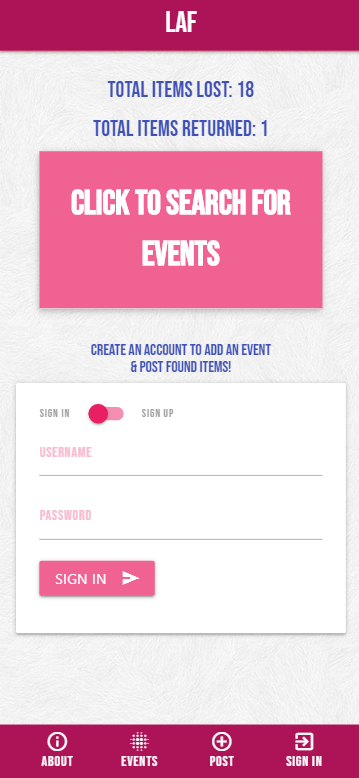 LAF
TOTAL ITEMS LOST: 18
TOTAL ITEMS RETURNED: 1
CLICK TO SEARCH FOR
EVENTS
CREATE AN ACCOUNT TO ADD AN EVENT
& POST FOUND ITEMS!
SIGN IN SIGN UP
USERNAME
PASSWORD
SIGN IN
ABOUT EVENTS POST SIGN IN